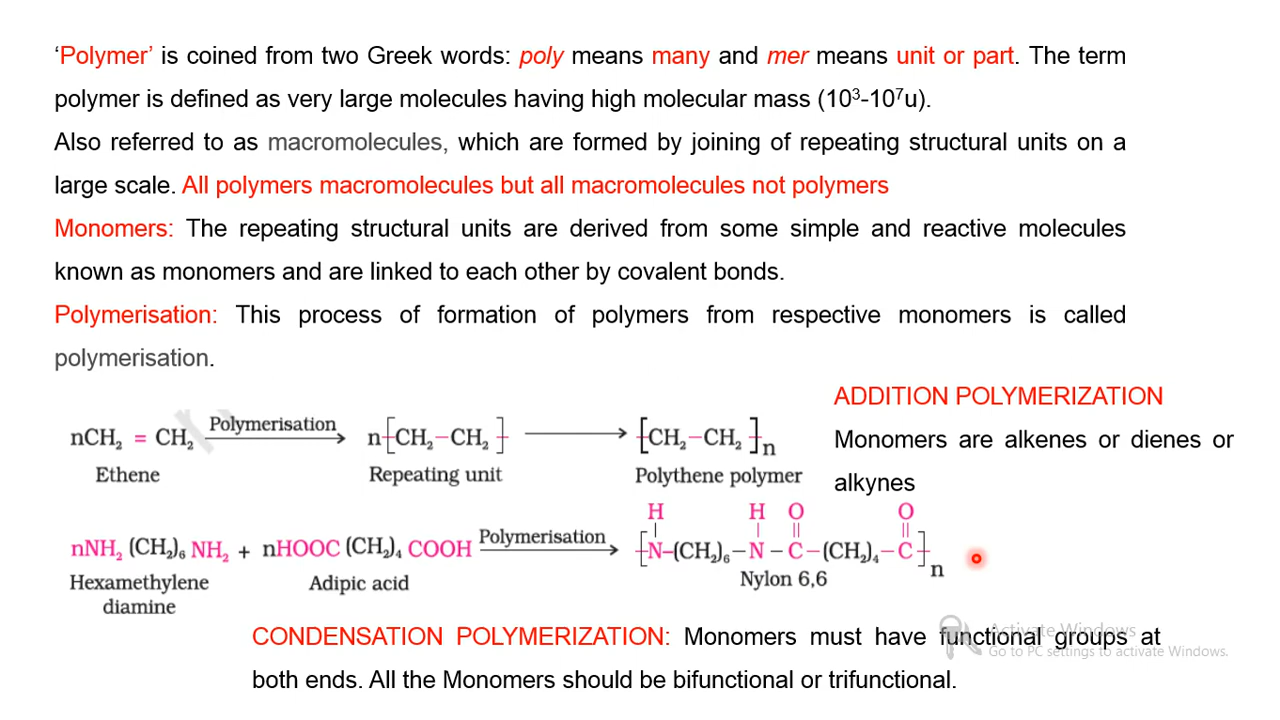 ‘Polymer’ is coined from two Greek words: poly means many and mer means unit or part. The term
polymer is defined as very large molecules having high molecular mass (10³-10⁷u).
Also referred to as macromolecules, which are formed by joining of repeating structural units on a
large scale. All polymers macromolecules but all macromolecules not polymers
Monomers: The repeating structural units are derived from some simple and reactive molecules
known as monomers and are linked to each other by covalent bonds.
Polymerisation: This process of formation of polymers from respective monomers is called
polymerisation.
ADDITION POLYMERIZATION
Monomers are alkenes or dienes or
alkynes
nCH₂ = CH₂ Polymerisation n[CH₂–CH₂] [CH₂–CH₂]n
Ethene Repeating unit Polythene polymer
H H O O
nNH₂ (CH₂)₆ NH₂ + nHOOC (CH₂)₄ COOH Polymerisation [N–(CH₂)₆–N–C–(CH₂)₄–C]n
Hexamethylene Adipic acid Nylon 6,6
diamine
CONDENSATION POLYMERIZATION: Monomers must have functional groups at
both ends. All the Monomers should be bifunctional or trifunctional.
Activate Windows
Go to PC settings to activate Windows.